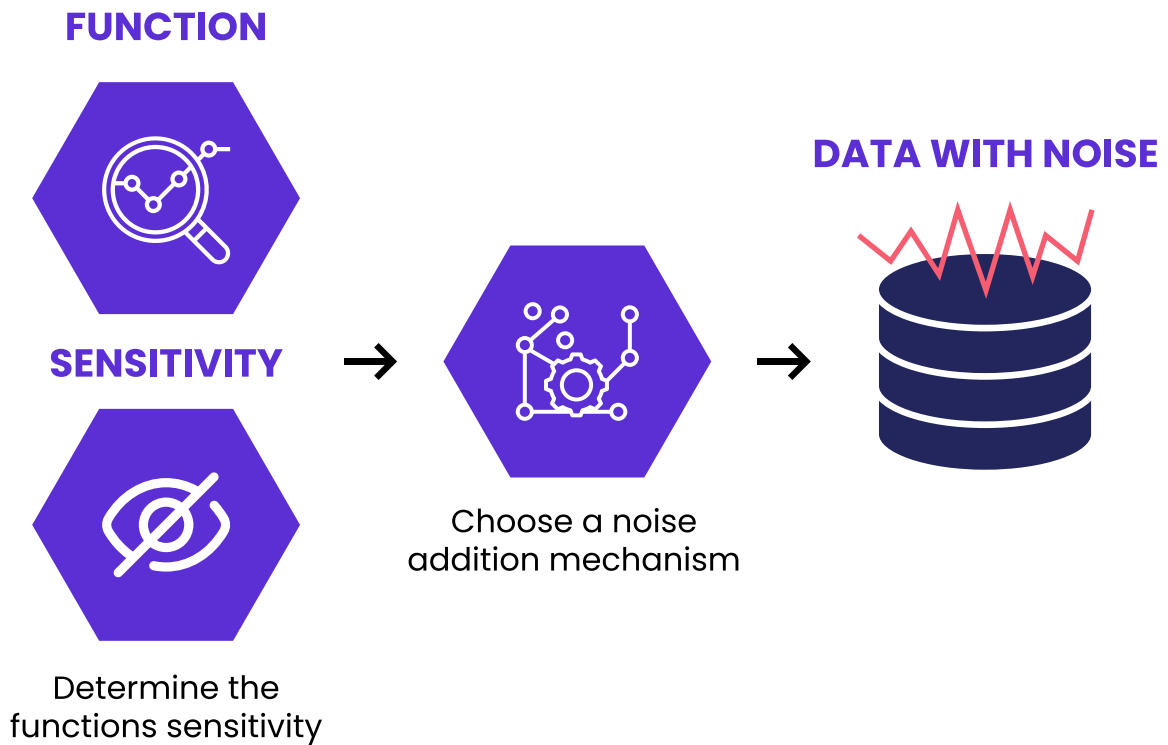 FUNCTION
SENSITIVITY
Determine the
functions sensitivity
Choose a noise
addition mechanism
DATA WITH NOISE